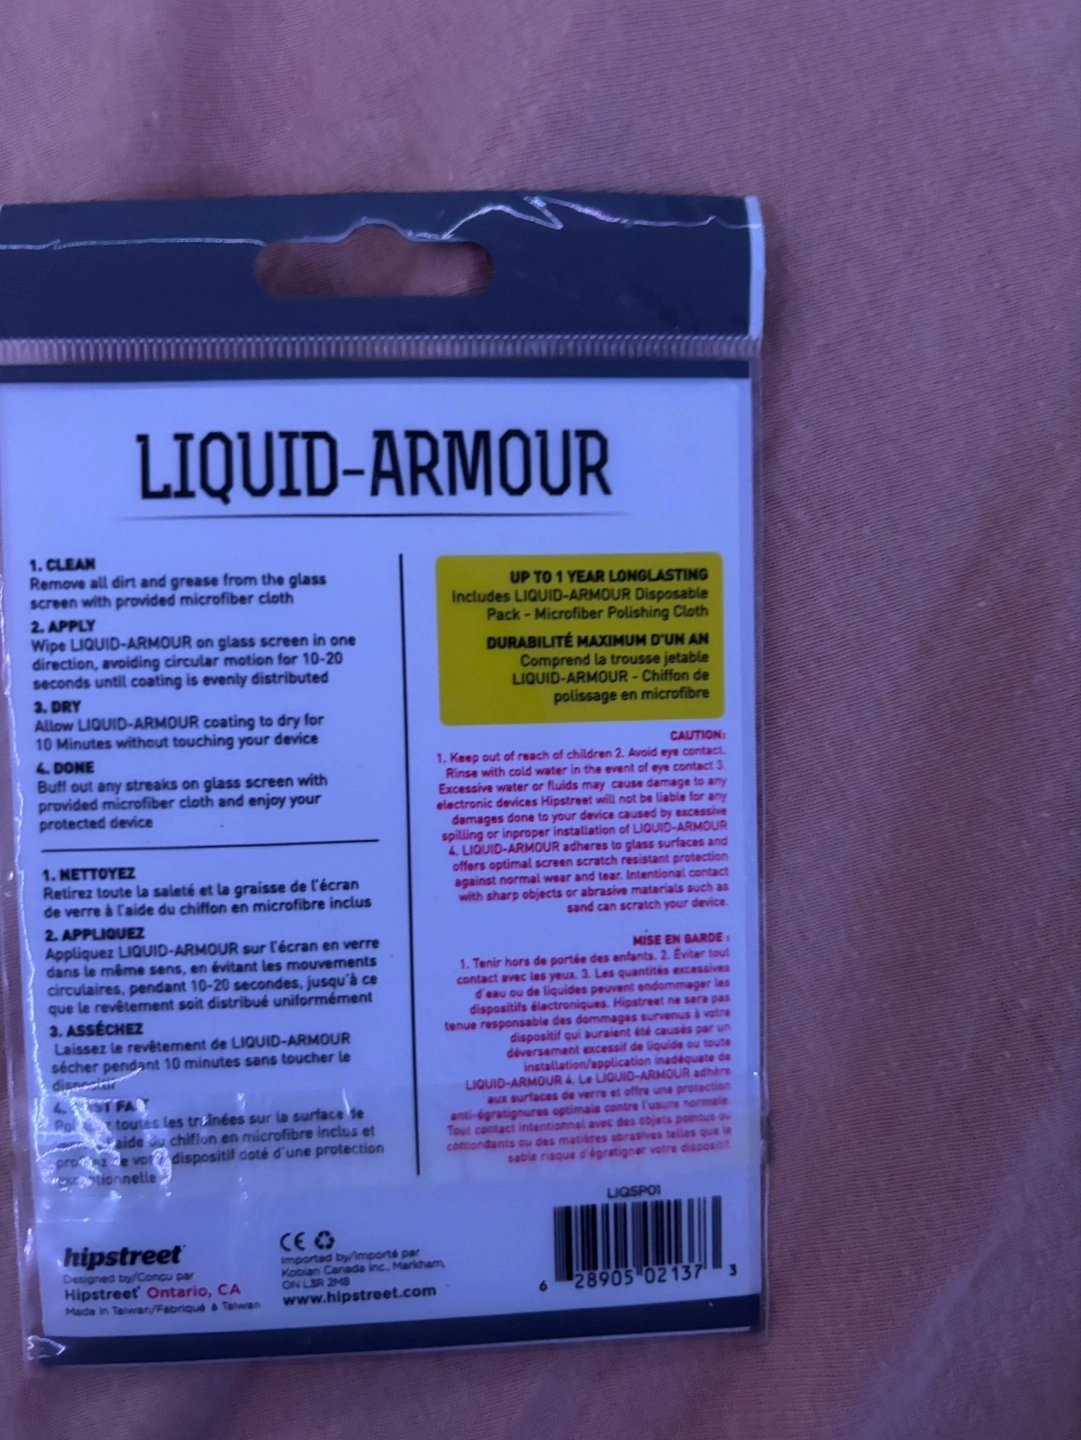 LIQUID-ARMOUR
1. CLEAN
Remove all dirt and grease from the glass
screen with provided microfiber cloth
2. APPLY
Wipe LIQUID-ARMOUR on glass screen in one
direction, avoiding circular motion for 10-20
seconds until coating is evenly distributed
3. DRY
Allow LIQUID-ARMOUR coating to dry for
10 Minutes without touching your device
4. DONE
Buff out any streaks on glass screen with
provided microfiber cloth and enjoy your
protected device
1. NETTOYEZ
Retirez toute la saleté et la graisse de l'écran
de verre à l'aide du chiffon en microfibre inclus
2. APPLIQUEZ
Appliquez LIQUID-ARMOUR sur l'écran en verre
dans le même sens, en évitant les mouvements
circulaires, pendant 10-20 secondes, jusqu'à ce
que le revêtement soit distribué uniformément
3. ASSÉCHEZ
Laissez le revêtement de LIQUID-ARMOUR
sécher pendant 10 minutes sans toucher le
dispositif
4.
toutes les traînées sur la surface de
l'aide du chiffon en microfibre inclus et
de votre dispositif doté d'une protection
exceptionnelle
UP TO 1 YEAR LONGLASTING
Includes LIQUID-ARMOUR Disposable
Pack - Microfiber Polishing Cloth
DURABILITÉ MAXIMUM D'UN AN
Comprend la trousse jetable
LIQUID-ARMOUR - Chiffon de
polissage en microfibre
CAUTION:
1. Keep out of reach of children 2. Avoid eye contact.
Rinse with cold water in the event of eye contact 3.
Excessive water or fluids may cause damage to any
electronic devices Hipstreet will not be liable for any
damages done to your device caused by excessive
spilling or inproper installation of LIQUID-ARMOUR
4. LIQUID-ARMOUR adheres to glass surfaces and
offers optimal screen scratch resistant protection
against normal wear and tear. Intentional contact
with sharp objects or abrasive materials such as
sand can scratch your device.
MISE EN GARDE :
1. Tenir hors de portée des enfants. 2. Éviter tout
contact avec les yeux. 3. Les quantités excessives
d'eau ou de liquides peuvent endommager les
dispositifs électroniques. Hipstreet ne sera pas
tenue responsable des dommages survenus à votre
dispositif qui auraient été causés par un
déversement excessif de liquide ou toute
installation/application inadéquate de
LIQUID-ARMOUR 4. Le LIQUID-ARMOUR adhère
aux surfaces de verre et offre une protection
anti-égratignures optimale contre l'usure normale.
Tout contact intentionnel avec des objets pointus ou
contondants ou des matières abrasives telles que le
sable risque d'égratigner votre dispositif.
hipstreet
Designed by/Concu par
Hipstreet Ontario, CA
Made in Taiwan/Fabriqué à Taiwan
CE
Imported by/Importé par
Kobian Canada Inc., Markham,
ON L3R 2M8
www.hipstreet.com
LIQSP01
6 28905 02137 3